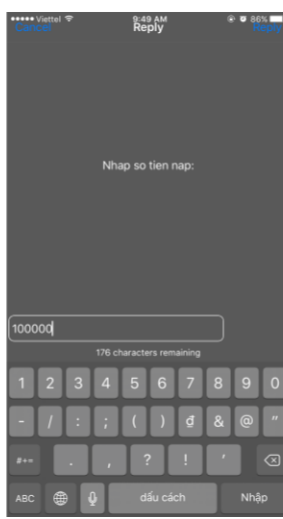 Viettel 9:49 AM 86%
Cancel Reply Reply
Nhap so tien nap:
100000
176 characters remaining
1 2 3 4 5 6 7 8 9 0
- / : ; ( ) ₫ & @ "
#+= . , ? ! '
ABC dấu cách Nhập